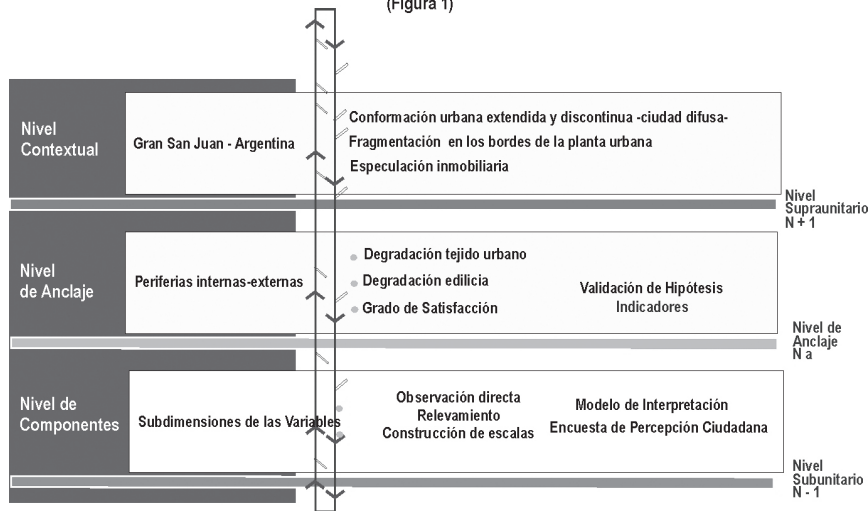 (Figura 1)
Nivel
Contextual
Gran San Juan - Argentina
Conformación urbana extendida y discontinua -ciudad difusa-
Fragmentación en los bordes de la planta urbana
Especulación inmobiliaria
Nivel
Supraunitario
N + 1
Nivel
de Anclaje
Periferias internas-externas
Degradación tejido urbano
Degradación edilicia
Grado de Satisfacción
Validación de Hipótesis
Indicadores
Nivel de
Anclaje
N a
Nivel de
Componentes
Subdimensiones de las Variables
Observación directa
Relevamiento
Construcción de escalas
Modelo de Interpretación
Encuesta de Percepción Ciudadana
Nivel
Subunitario
N - 1